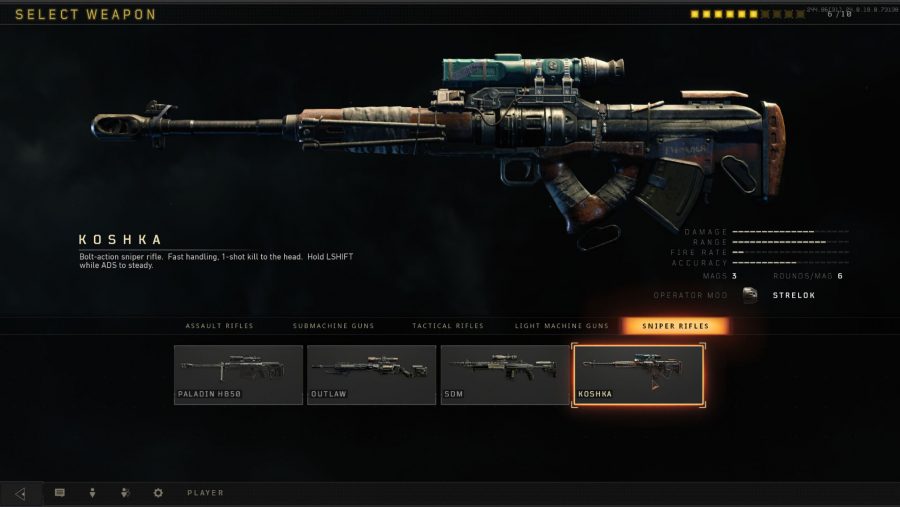 SELECT WEAPON
6/10
KOSHKA
Bolt-action sniper rifle. Fast handling, 1-shot kill to the head. Hold LSHIFT
while ADS to steady.
DAMAGE
RANGE
FIRE RATE
ACCURACY
MAGS 3 ROUNDS/MAG 6
OPERATOR MOD STRELOK
ASSAULT RIFLES SUBMACHINE GUNS TACTICAL RIFLES LIGHT MACHINE GUNS SNIPER RIFLES
PALADIN HB50 OUTLAW SDM KOSHKA
PLAYER